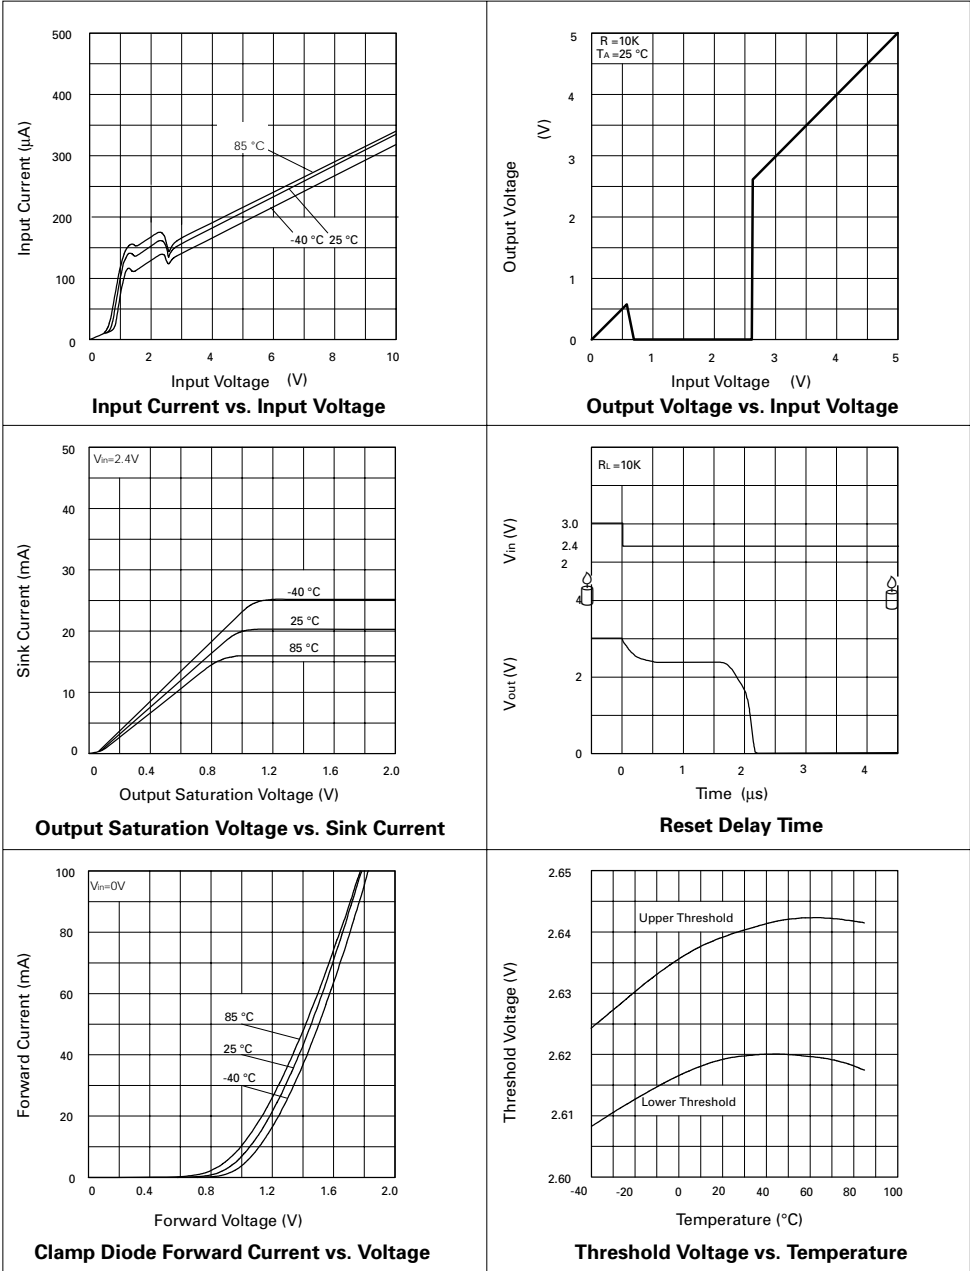 500
400
300
200
100
0
Input Current (μA)
85 °C
-40 °C 25 °C
0 2 4 6 8 10
Input Voltage (V)
Input Current vs. Input Voltage
5
4
3
2
1
0
Output Voltage (V)
R =10K
TA=25 °C
0 1 2 3 4 5
Input Voltage (V)
Output Voltage vs. Input Voltage
50
40
30
20
10
0
Sink Current (mA)
Vin=2.4V
-40 °C
25 °C
85 °C
0 0.4 0.8 1.2 1.6 2.0
Output Saturation Voltage (V)
Output Saturation Voltage vs. Sink Current
RL =10K
Vin (V)
3.0
2.4
2
4
Vout (V)
2
0
0 1 2 3 4
Time (μs)
Reset Delay Time
100
80
60
40
20
0
Forward Current (mA)
Vin=0V
85 °C
25 °C
-40 °C
0 0.4 0.8 1.2 1.6 2.0
Forward Voltage (V)
Clamp Diode Forward Current vs. Voltage
2.65
2.64
2.63
2.62
2.61
2.60
Threshold Voltage (V)
Upper Threshold
Lower Threshold
-40 -20 0 20 40 60 80 100
Temperature (°C)
Threshold Voltage vs. Temperature